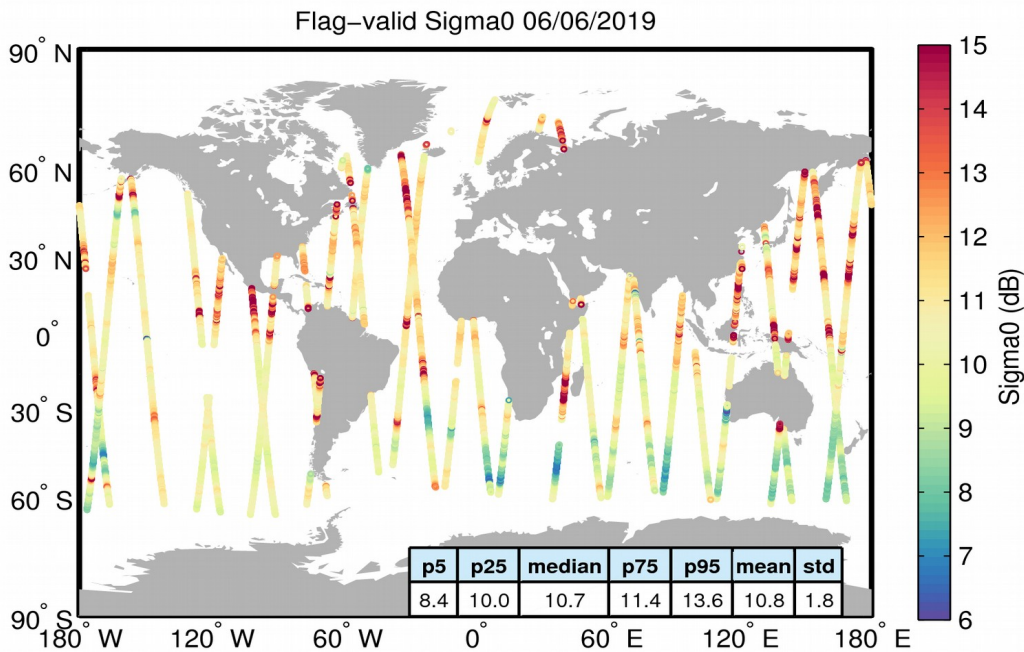 Flag−valid Sigma0 06/06/2019
90° N
60° N
30° N
0°
30° S
60° S
90° S
180° W
120° W
60° W
0°
60° E
120° E
180° E
p5 p25 median p75 p95 mean std
8.4 10.0 10.7 11.4 13.6 10.8 1.8
15
14
13
12
11
10
9
8
7
6
Sigma0 (dB)